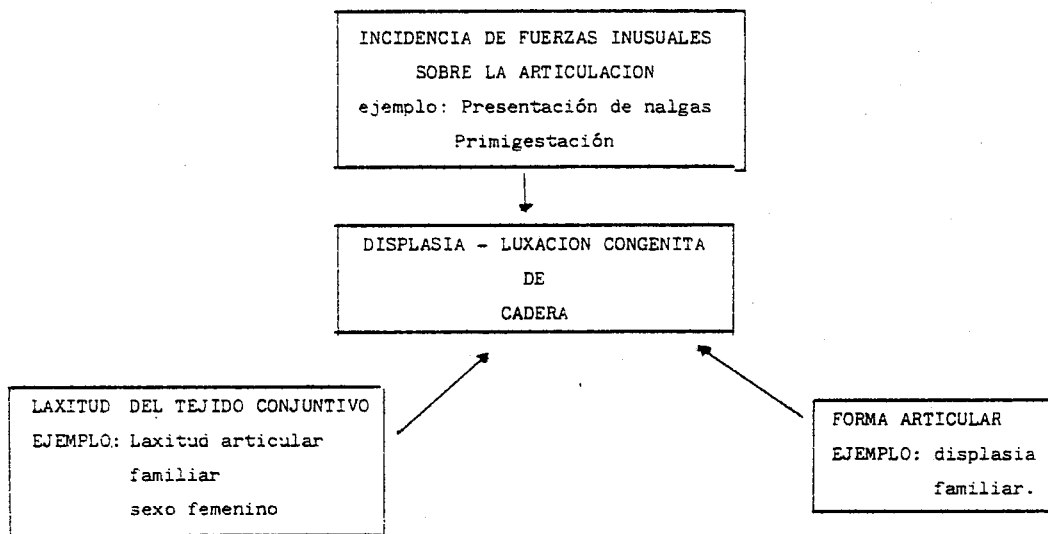 INCIDENCIA DE FUERZAS INUSUALES
SOBRE LA ARTICULACION
ejemplo: Presentación de nalgas
Primigestación
DISPLASIA - LUXACION CONGENITA
DE
CADERA
LAXITUD DEL TEJIDO CONJUNTIVO
EJEMPLO: Laxitud articular
familiar
sexo femenino
FORMA ARTICULAR
EJEMPLO: displasia
familiar.